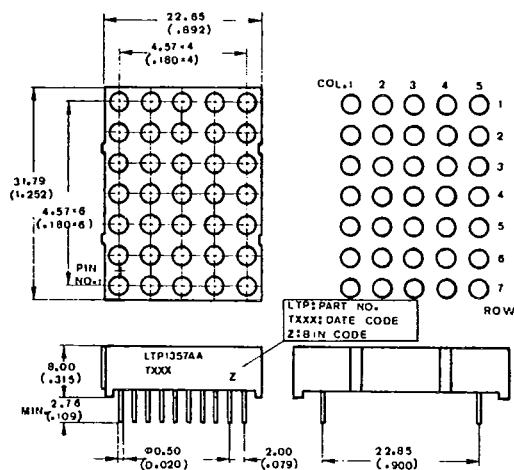 22.85
(.892)
4.57×4
(.180×4)
COL.1 2 3 4 5
1
2
3
4
5
6
7
ROW
31.79
(1.252)
4.57×6
(.180×6)
PIN
NO.1
LTP:PART NO.
TXXX:DATE CODE
Z:BIN CODE
LTP1357AA
TXXX
Z
8.00
(.315)
MIN.
2.76
(.109)
Φ0.50
(0.020)
2.00
(.079)
22.85
(.900)